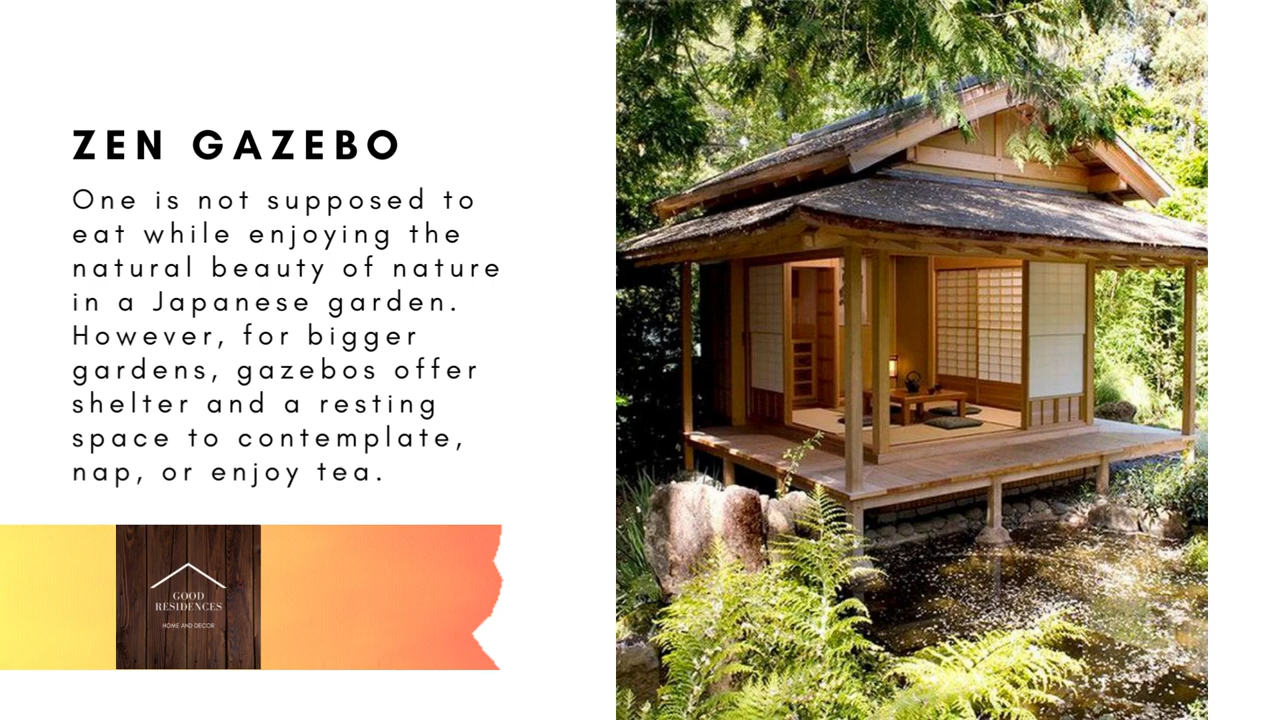 ZEN GAZEBO
One is not supposed to
eat while enjoying the
natural beauty of nature
in a Japanese garden.
However, for bigger
gardens, gazebos offer
shelter and a resting
space to contemplate,
nap, or enjoy tea.
GOOD
RESIDENCES
HOME AND DECOR